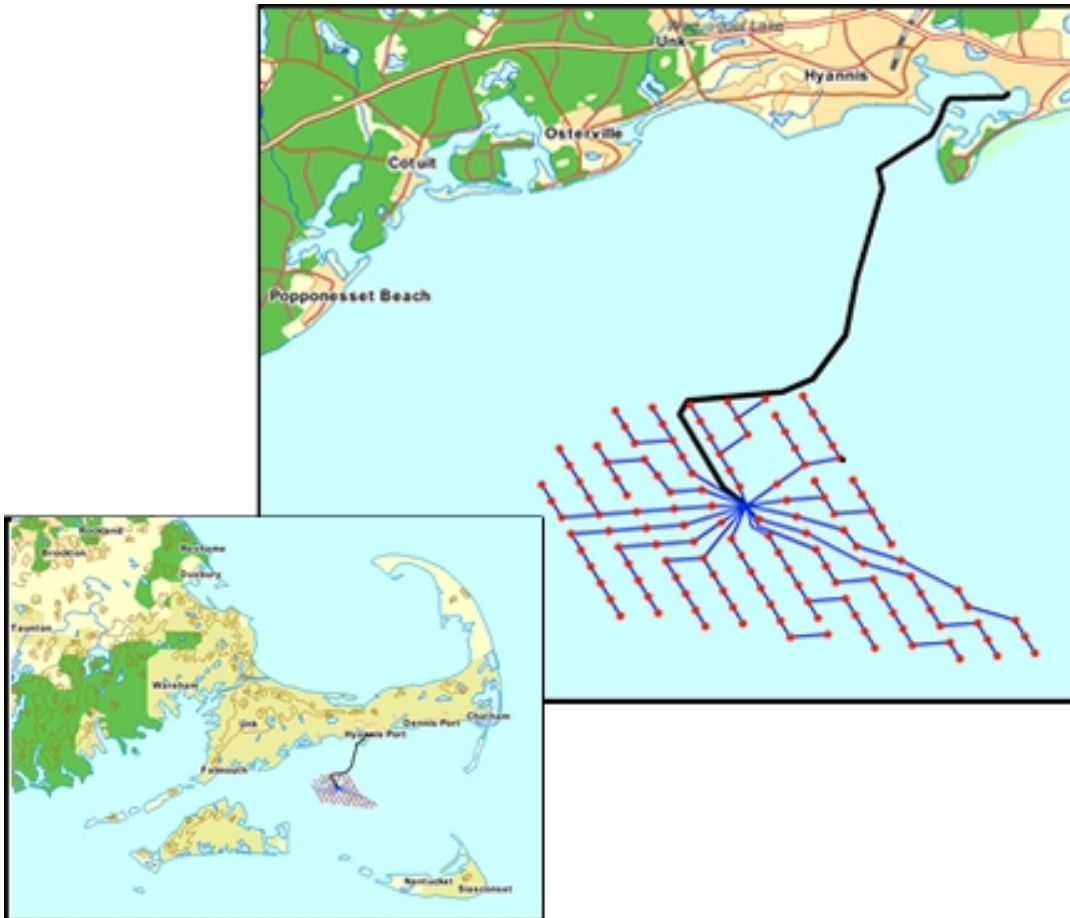 Unk
Hyannis
Osterville
Cotuit
Popponesset Beach
Rockland
Brockton
Duxbury
Taunton
Wareham
Unk
Hyannis Port
Dennis Port
Chatham
Falmouth
Nantucket
Siasconset